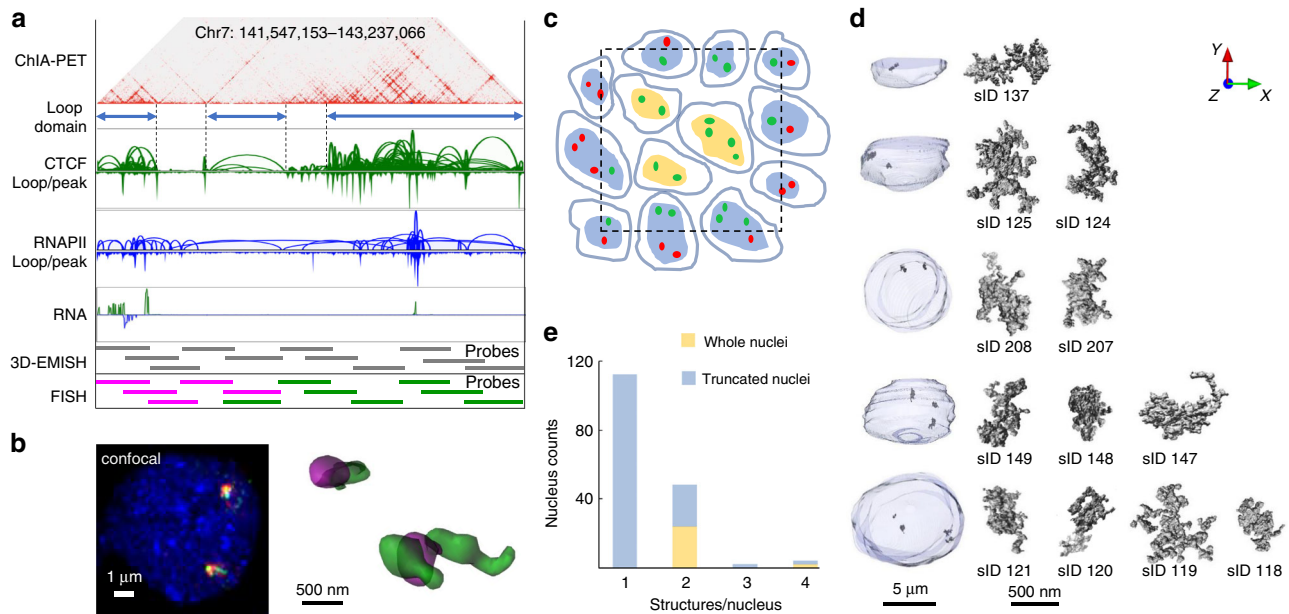 a
Chr7: 141,547,153–143,237,066
ChIA-PET
Loop
domain
CTCF
Loop/peak
RNAPII
Loop/peak
RNA
Probes
3D-EMISH
Probes
FISH
b
confocal
1 μm
500 nm
c
d
Y
Z
X
sID 137
sID 125
sID 124
sID 208
sID 207
sID 149
sID 148
sID 147
sID 121
sID 120
sID 119
sID 118
5 μm
500 nm
e
Whole nuclei
Truncated nuclei
120
80
40
Nucleus counts
1
2
3
4
Structures/nucleus